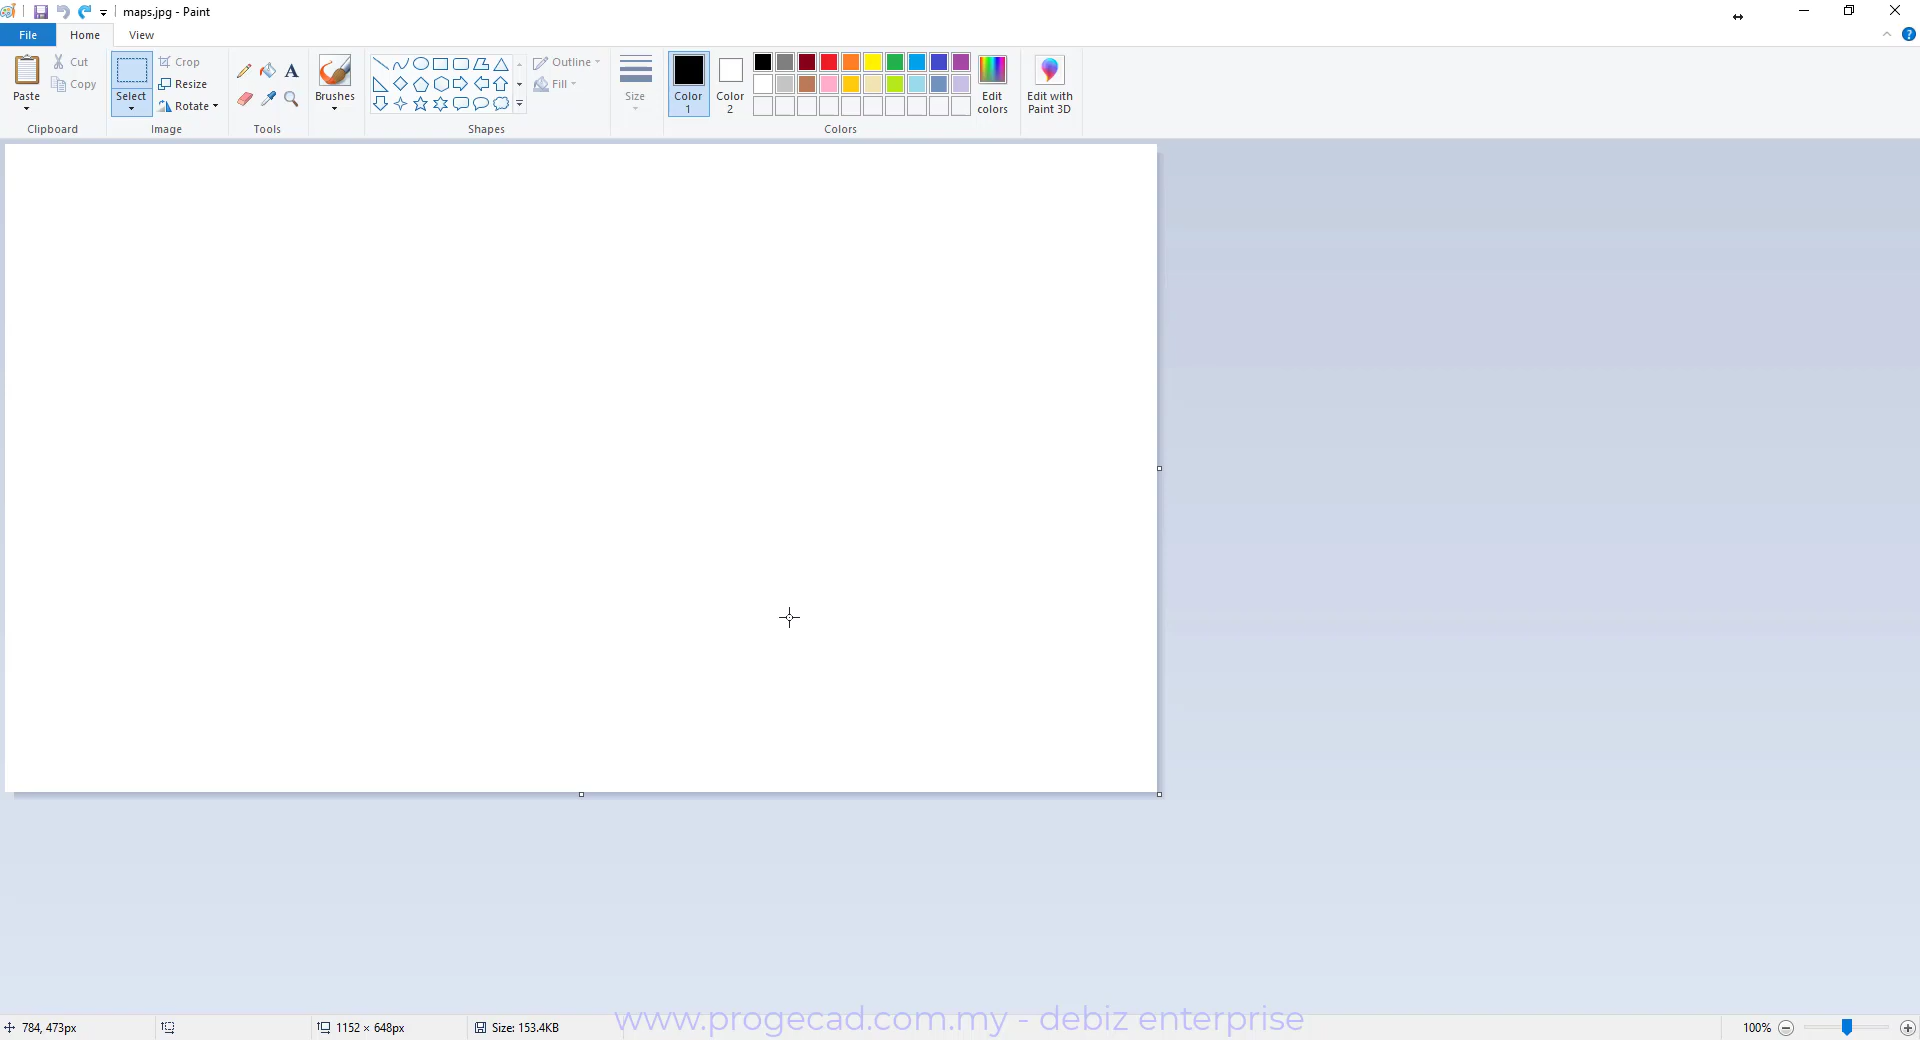 maps.jpg - Paint
File Home View
Paste Cut Copy Clipboard
Select Crop Resize Rotate Image
Tools
Brushes
Outline Fill Shapes
Size
Color 1
Color 2
Edit colors
Colors
Edit with Paint 3D
784, 473px
1152 × 648px
Size: 153.4KB
www.progecad.com.my - debiz enterprise
100%